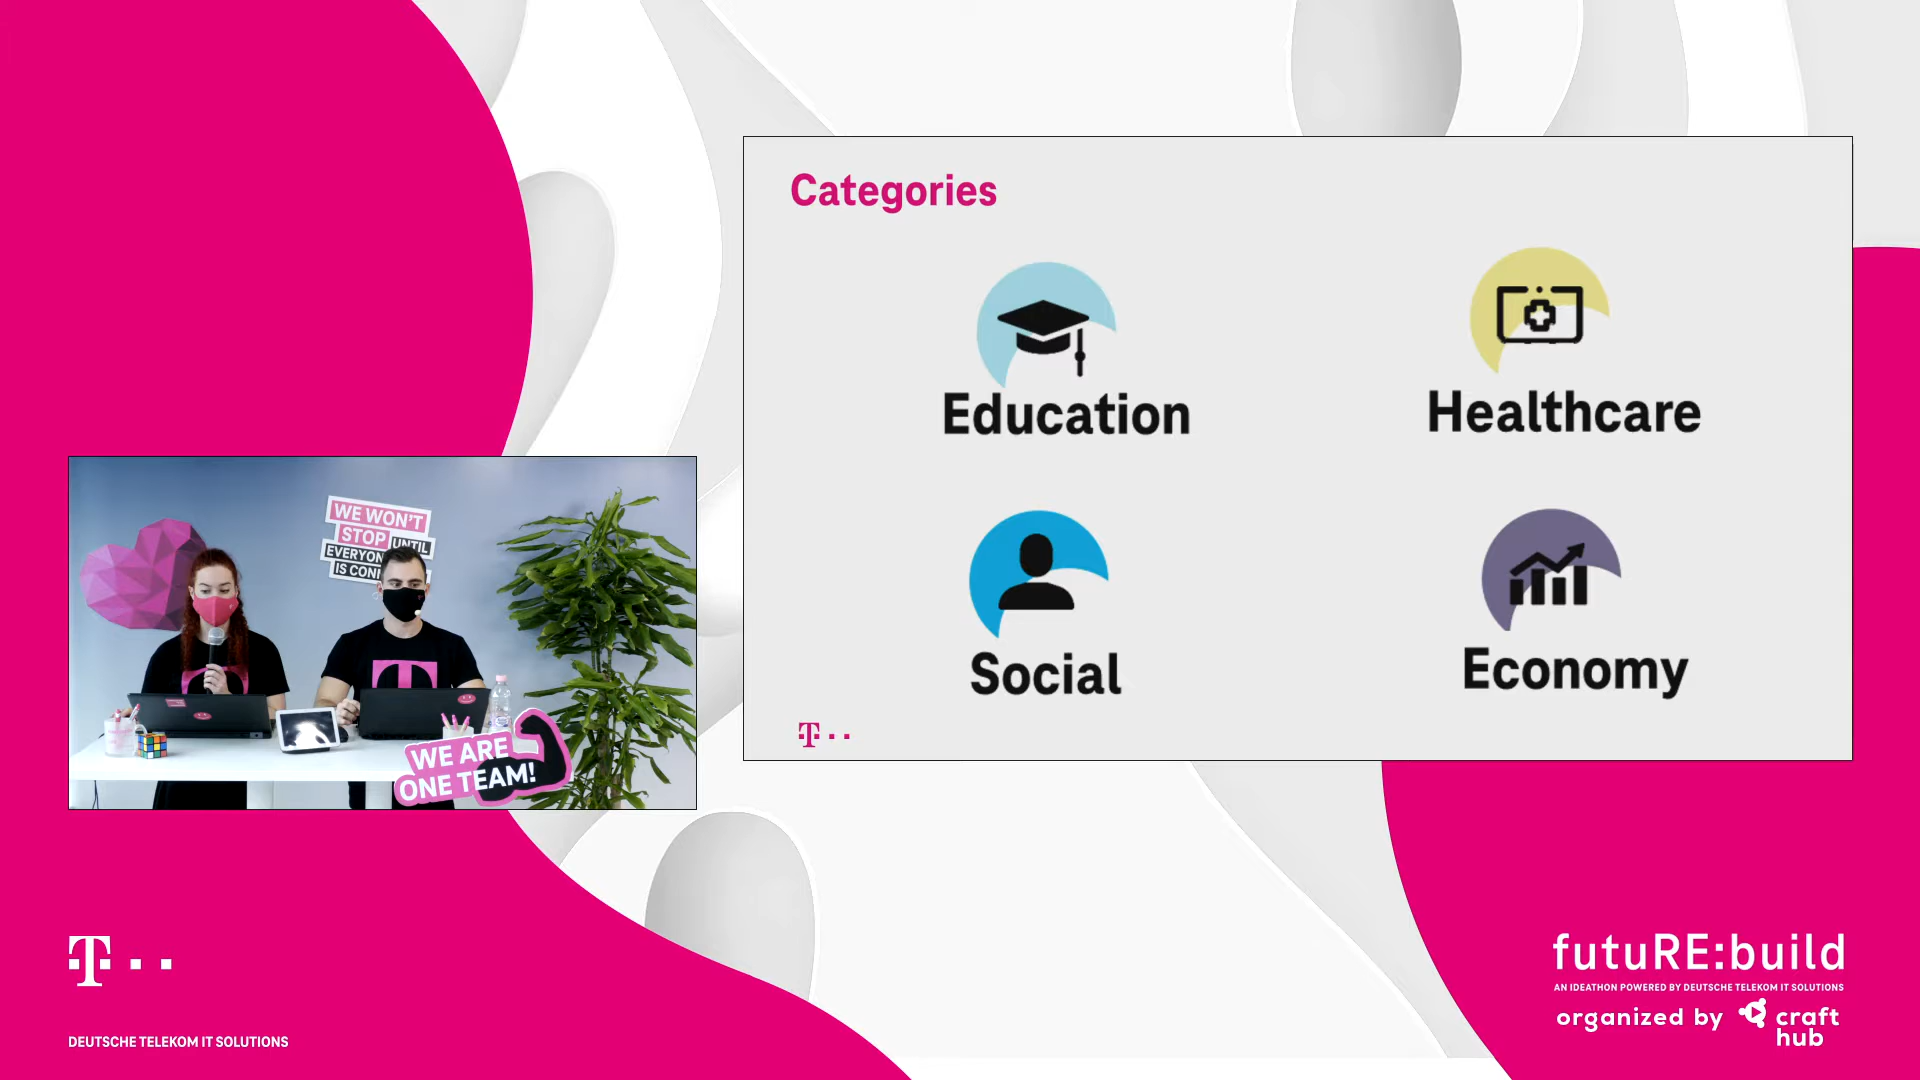 Categories
Education
Healthcare
Social
Economy
T
WE WON'T
STOP UNTIL
EVERYON
IS CON
T
WE ARE
ONE TEAM!
T
DEUTSCHE TELEKOM IT SOLUTIONS
futuRE:build
AN IDEATHON POWERED BY DEUTSCHE TELEKOM IT SOLUTIONS
organized by craft
hub